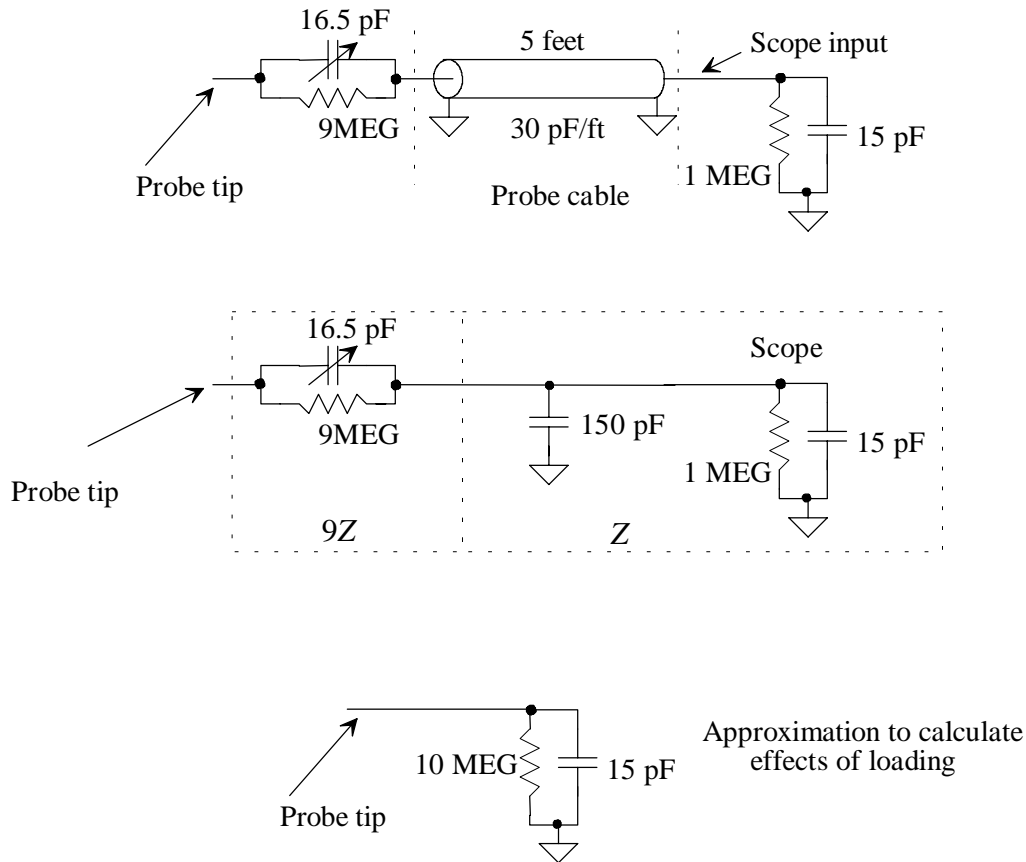 16.5 pF
5 feet
Scope input
9MEG
30 pF/ft
15 pF
1 MEG
Probe tip
Probe cable
16.5 pF
Scope
9MEG
150 pF
15 pF
1 MEG
Probe tip
9Z
Z
Approximation to calculate
effects of loading
10 MEG
15 pF
Probe tip